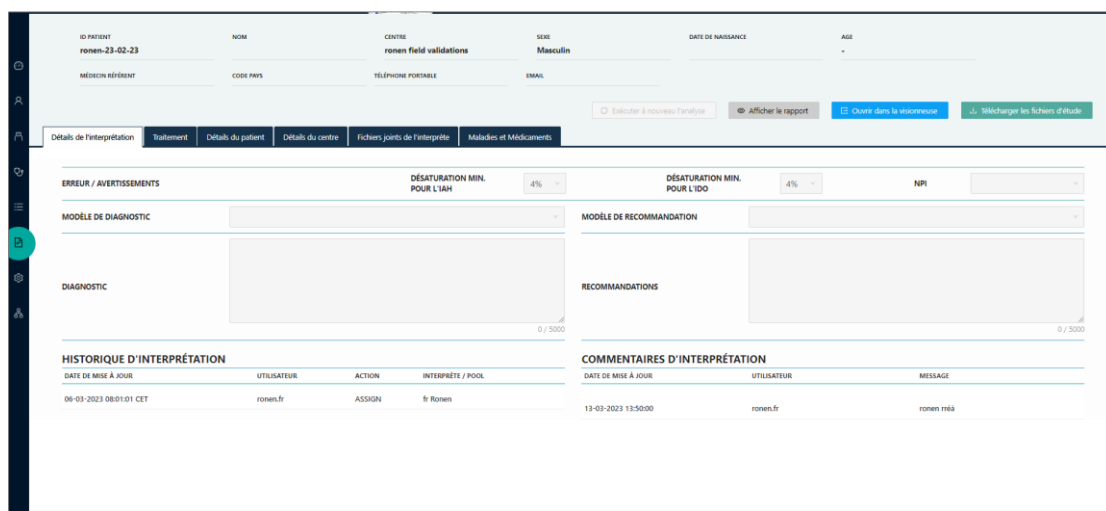 ID PATIENT NOM CENTRE SEXE DATE DE NAISSANCE AGE
ronen-23-02-23 ronen field validations Masculin -
MÉDECIN RÉFÉRENT CODE PAYS TÉLÉPHONE PORTABLE EMAIL
Exécuter à nouveau l'analyse Afficher le rapport Ouvrir dans la visionneuse Télécharger les fichiers d'étude
Détails de l'interprétation Traitement Détails du patient Détails du centre Fichiers joints de l'interprète Maladies et Médicaments
ERREUR / AVERTISSEMENTS DÉSATURATION MIN. POUR L'IAH 4% DÉSATURATION MIN. POUR L'IDO 4% NPI
MODÈLE DE DIAGNOSTIC MODÈLE DE RECOMMANDATION
DIAGNOSTIC RECOMMANDATIONS
0 / 5000 0 / 5000
HISTORIQUE D'INTERPRÉTATION COMMENTAIRES D'INTERPRÉTATION
DATE DE MISE À JOUR UTILISATEUR ACTION INTERPRÈTE / POOL DATE DE MISE À JOUR UTILISATEUR MESSAGE
06-03-2023 08:01:01 CET ronen.fr ASSIGN fr Ronen
13-03-2023 13:50:00 ronen.fr ronen rréà